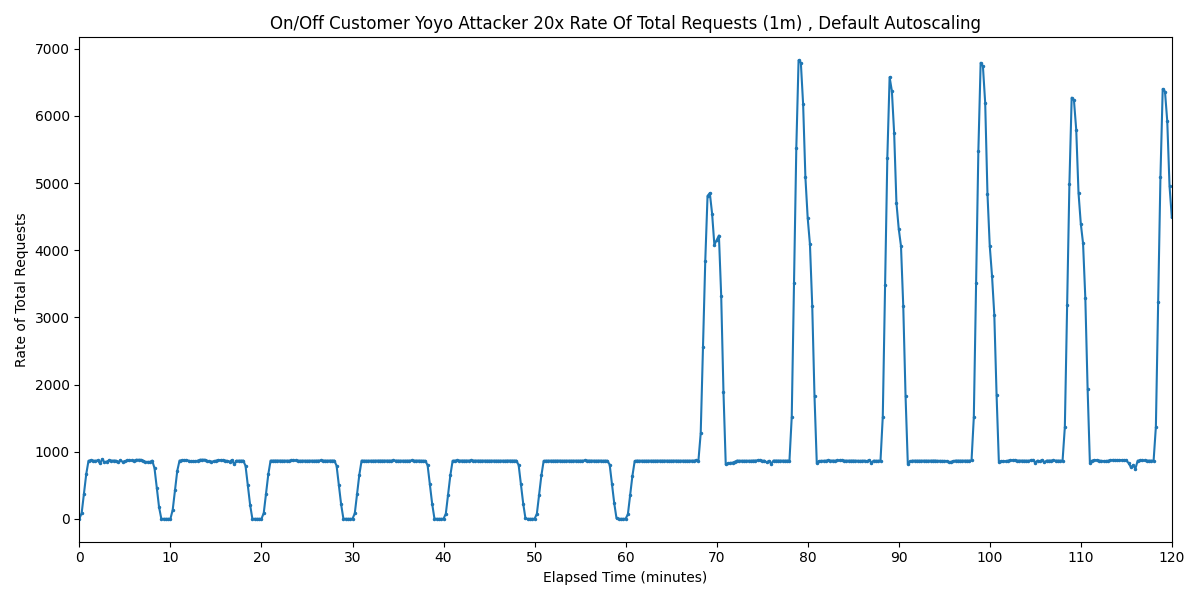 On/Off Customer Yoyo Attacker 20x Rate Of Total Requests (1m) , Default Autoscaling
Rate of Total Requests
7000
6000
5000
4000
3000
2000
1000
0
0 10 20 30 40 50 60 70 80 90 100 110 120
Elapsed Time (minutes)